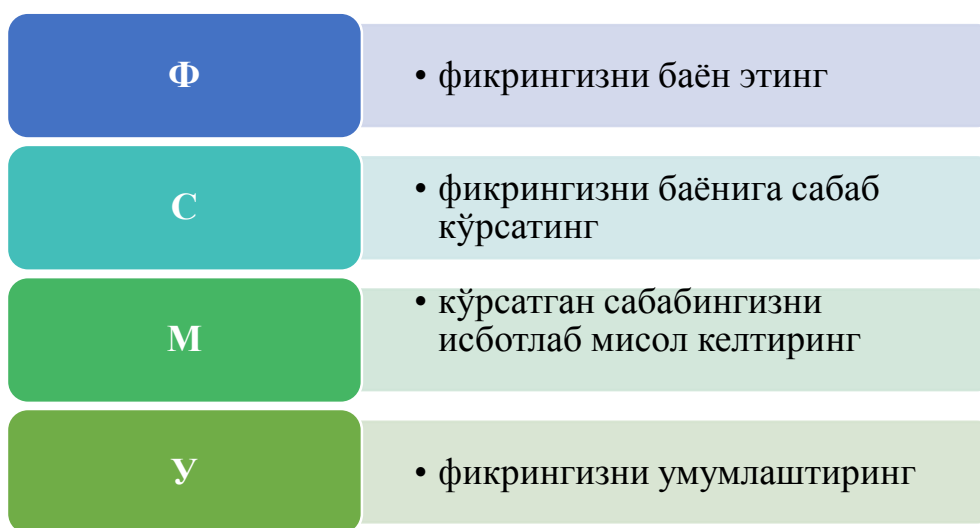 Ф
• фикрингизни баён этинг
С
• фикрингизни баёнига сабаб
кўрсатинг
М
• кўрсатган сабабингизни
исботлаб мисол келтиринг
У
• фикрингизни умумлаштиринг